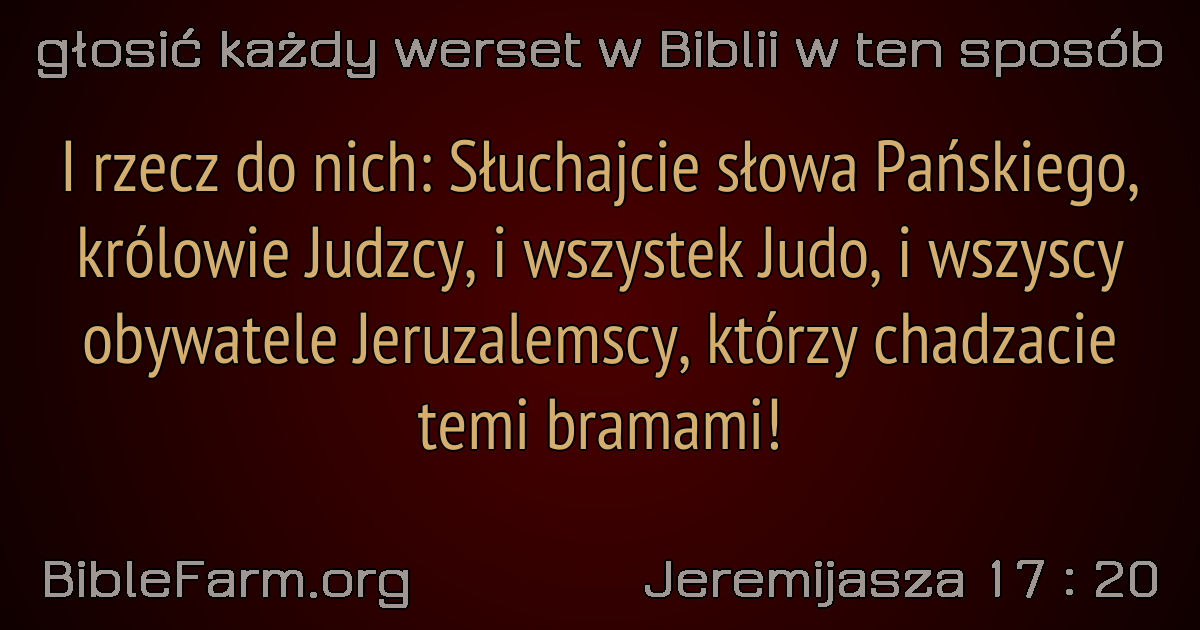 głosić każdy werset w Biblii w ten sposób
I rzecz do nich: Słuchajcie słowa Pańskiego,
królowie Judzcy, i wszystek Judo, i wszyscy
obywatele Jeruzalemscy, którzy chadzacie
temi bramami!
BibleFarm.org
Jeremijasza 17 : 20